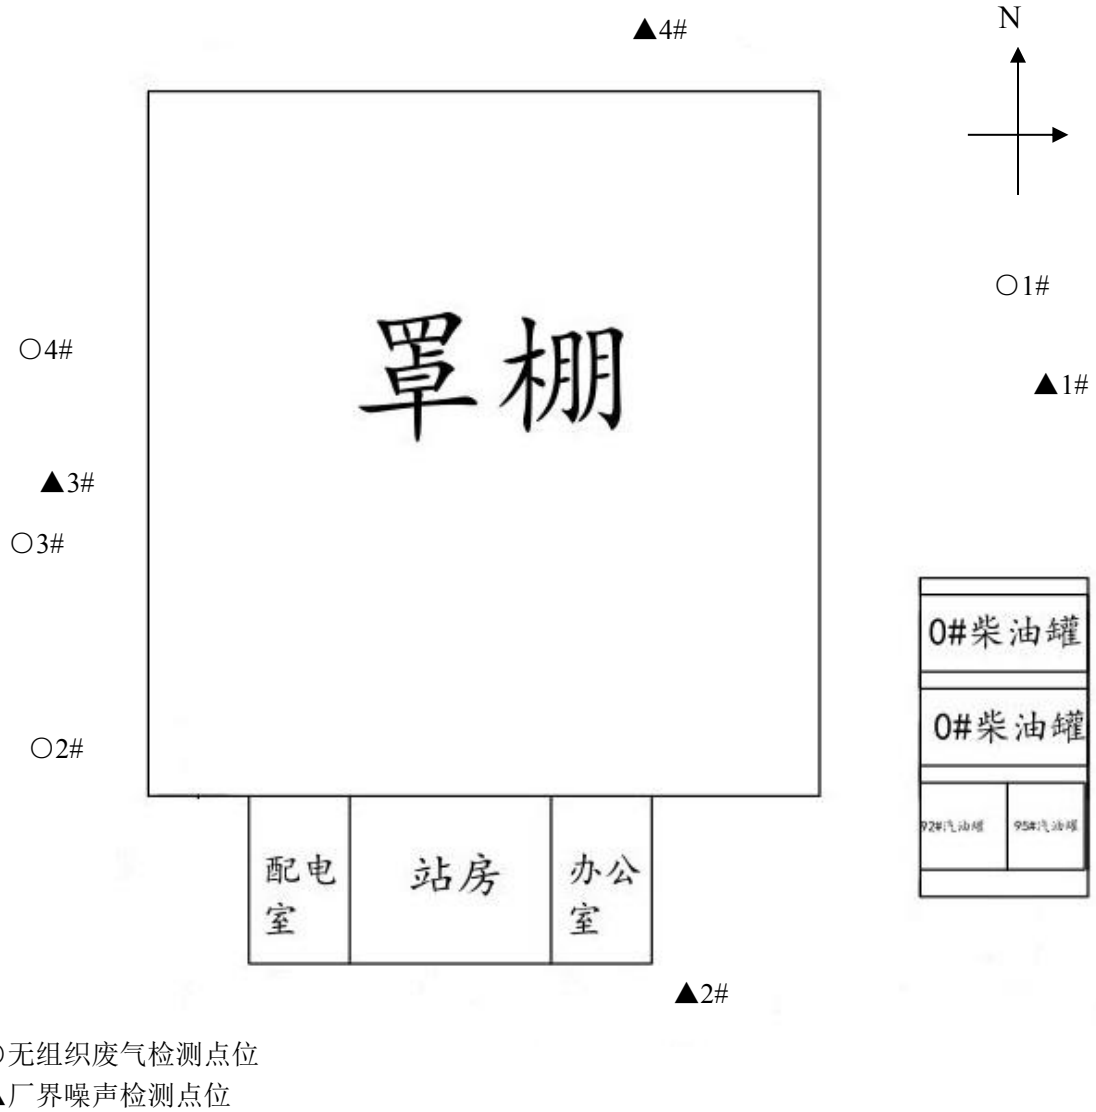 ▲4#
N
○1#
罩棚
○4#
▲1#
▲3#
○3#
0#柴油罐
0#柴油罐
○2#
92#汽油罐
95#汽油罐
配电
室
站房
办公
室
▲2#
○无组织废气检测点位
▲厂界噪声检测点位